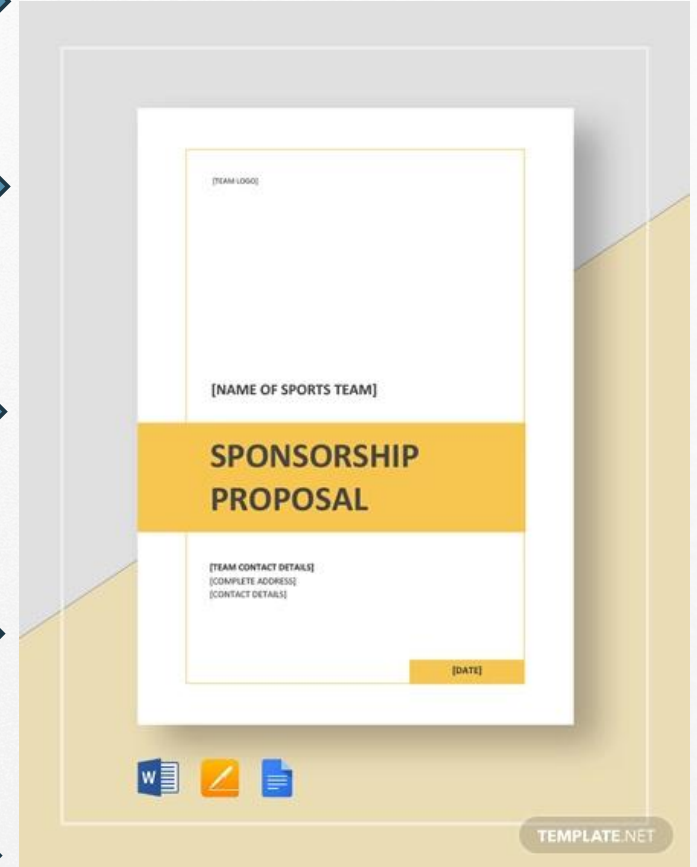 [TEAM LOGO]
[NAME OF SPORTS TEAM]
SPONSORSHIP
PROPOSAL
[TEAM CONTACT DETAILS]
[COMPLETE ADDRESS]
[CONTACT DETAILS]
[DATE]
W
TEMPLATE.NET